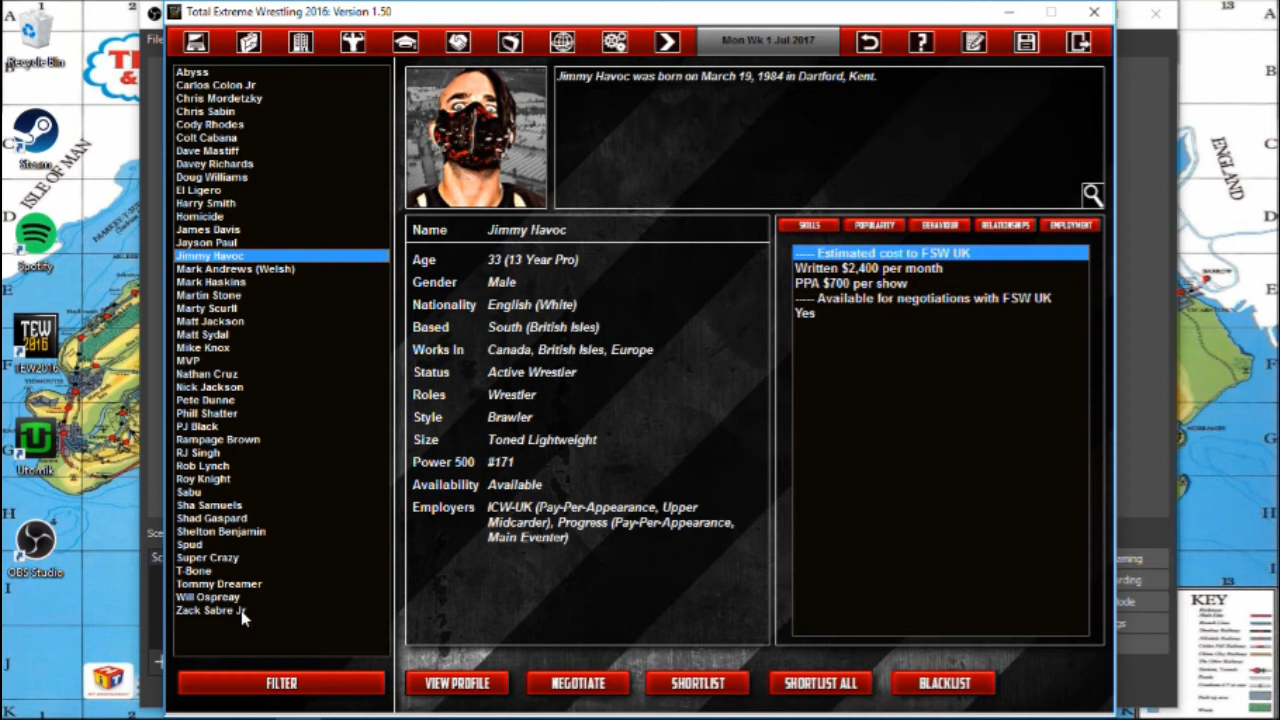 Total Extreme Wrestling 2016: Version 1.50
Mon Wk 1 Jul 2017
Recycle Bin
Steam
Spotify
TEW2016
Utomik
OBS Studio
ISLE OF MAN
ENGLAND
KEY
File
Abyss
Carlos Colon Jr
Chris Mordetzky
Chris Sabin
Cody Rhodes
Colt Cabana
Dave Mastiff
Davey Richards
Doug Williams
El Ligero
Harry Smith
Homicide
James Davis
Jayson Paul
Jimmy Havoc
Mark Andrews (Welsh)
Mark Haskins
Martin Stone
Marty Scurll
Matt Jackson
Matt Sydal
Mike Knox
MVP
Nathan Cruz
Nick Jackson
Pete Dunne
Phill Shatter
PJ Black
Rampage Brown
RJ Singh
Rob Lynch
Roy Knight
Sabu
Sha Samuels
Shad Gaspard
Shelton Benjamin
Spud
Super Crazy
T-Bone
Tommy Dreamer
Will Ospreay
Zack Sabre Jr
FILTER
Jimmy Havoc was born on March 19, 1984 in Dartford, Kent.
Name Jimmy Havoc
Age 33 (13 Year Pro)
Gender Male
Nationality English (White)
Based South (British Isles)
Works In Canada, British Isles, Europe
Status Active Wrestler
Roles Wrestler
Style Brawler
Size Toned Lightweight
Power 500 #171
Availability Available
Employers ICW-UK (Pay-Per-Appearance, Upper
Midcarder), Progress (Pay-Per-Appearance,
Main Eventer)
SKILLS POPULARITY BEHAVIOUR RELATIONSHIPS EMPLOYMENT
----- Estimated cost to FSW UK
Written $2,400 per month
PPA $700 per show
----- Available for negotiations with FSW UK
Yes
VIEW PROFILE NEGOTIATE SHORTLIST SHORTLIST ALL BLACKLIST